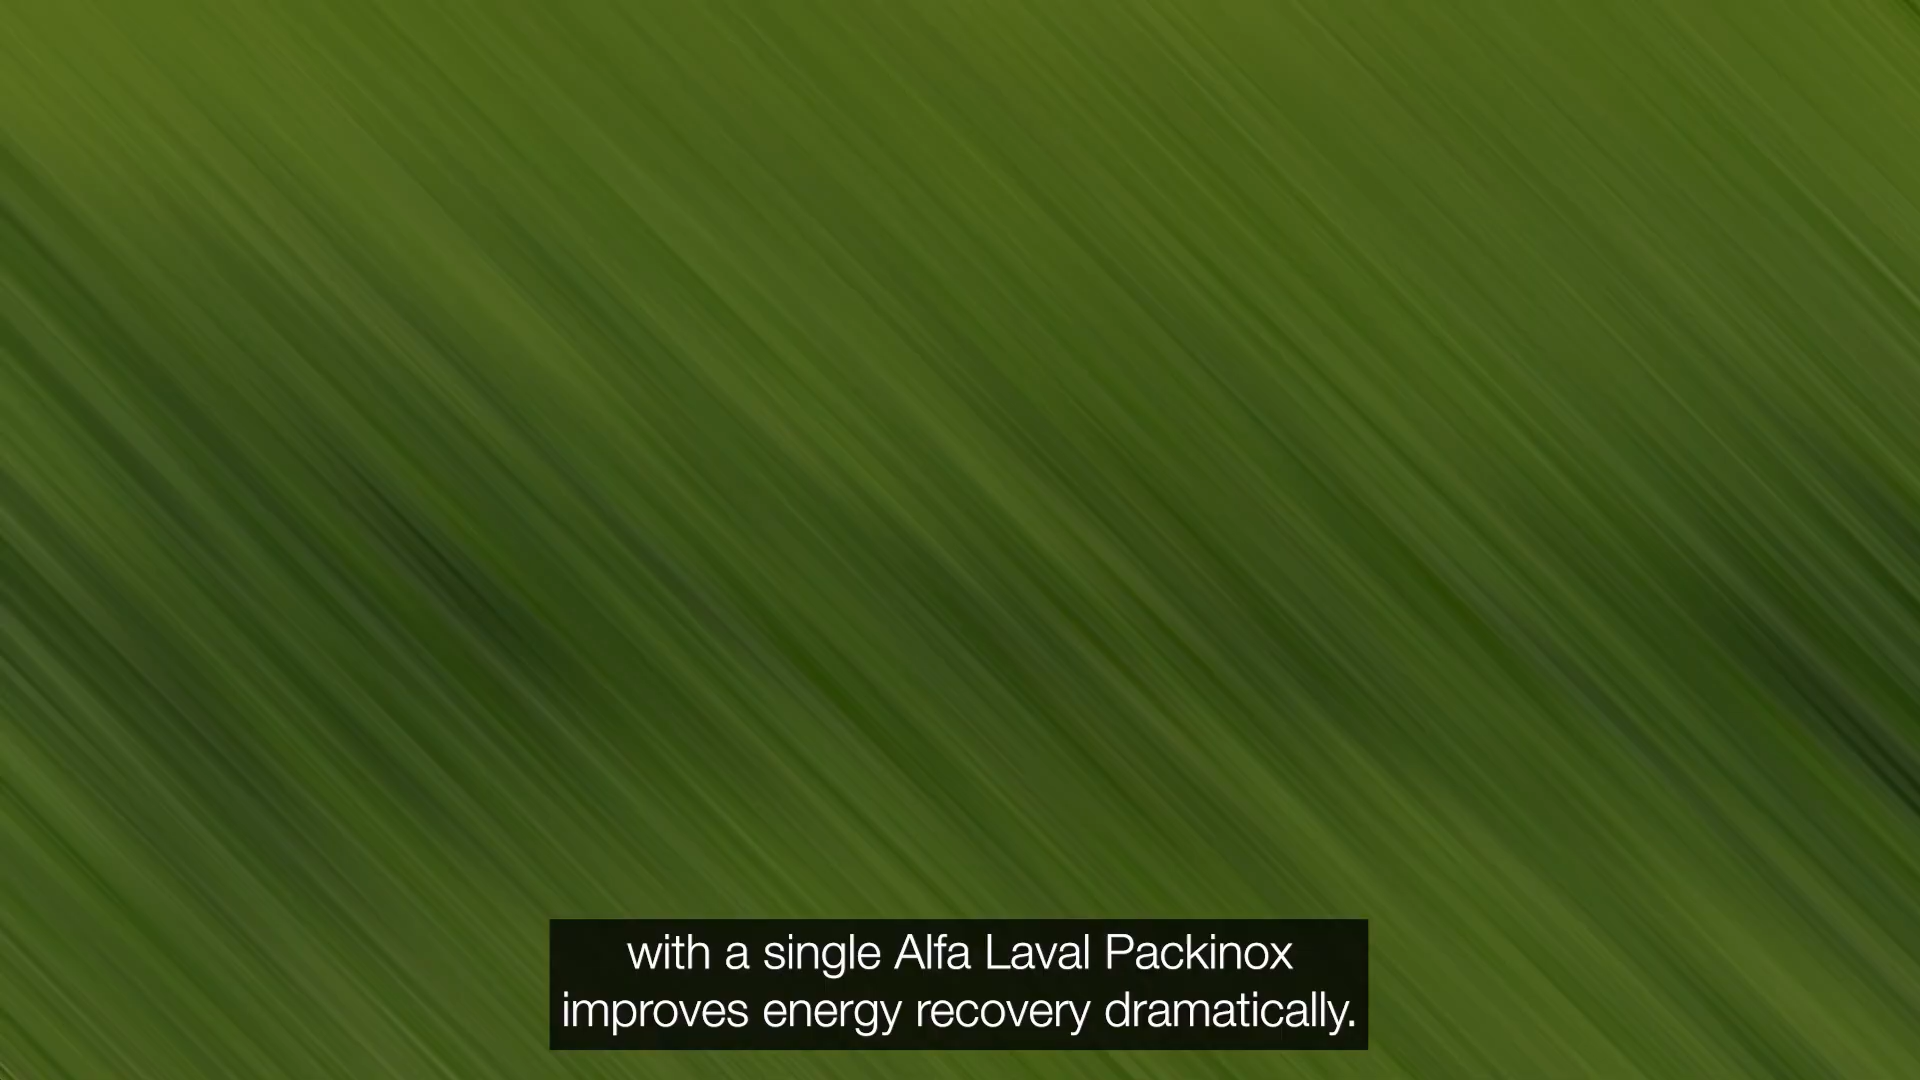 with a single Alfa Laval Packinox
improves energy recovery dramatically.